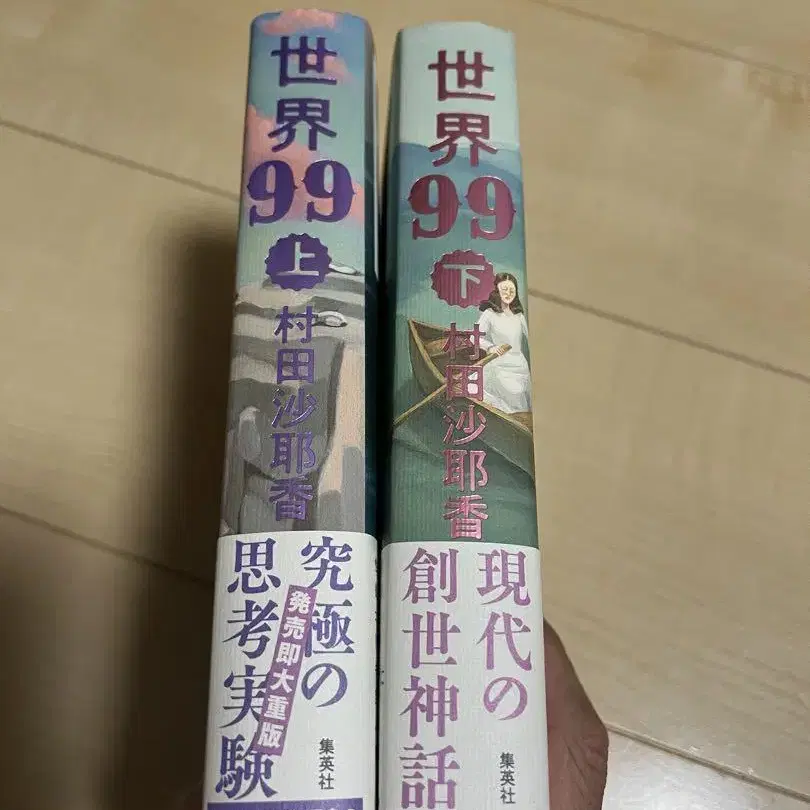 世界
99
上
村田沙耶香
究極の
思考実験
発売即大重版
集英社
世界
99
下
村田沙耶香
現代の
創世神話
集英社